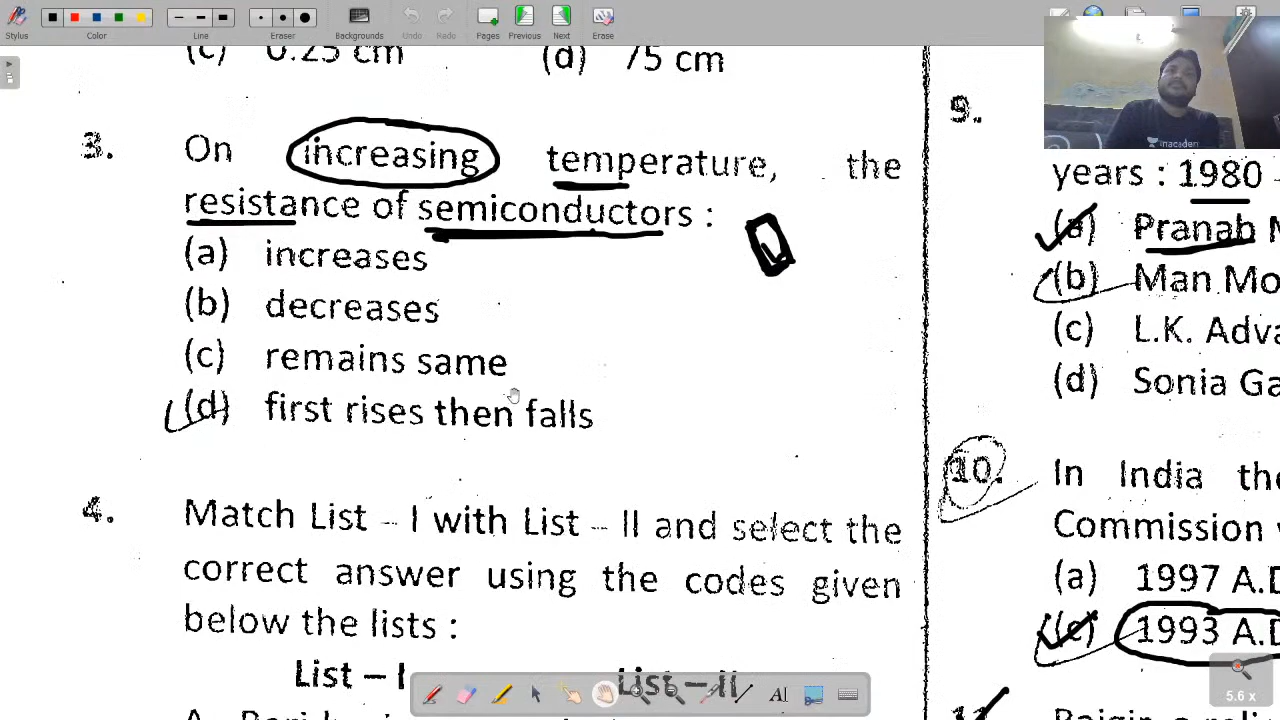 Stylus Color Line Eraser Backgrounds Undo Redo Pages Previous Next Erase
(c) 0.25 cm (d) 75 cm
3. On increasing temperature, the
resistance of semiconductors :
(a) increases
(b) decreases
(c) remains same
(d) first rises then falls
4. Match List – I with List – II and select the
correct answer using the codes given
below the lists :
List – I List – II
9.
years : 1980 –
(a) Pranab M
(b) Man Mo
(c) L.K. Adva
(d) Sonia Ga
10. In India the
Commission
(a) 1997 A.D
(c) 1993 A.D
11.
5.6 x